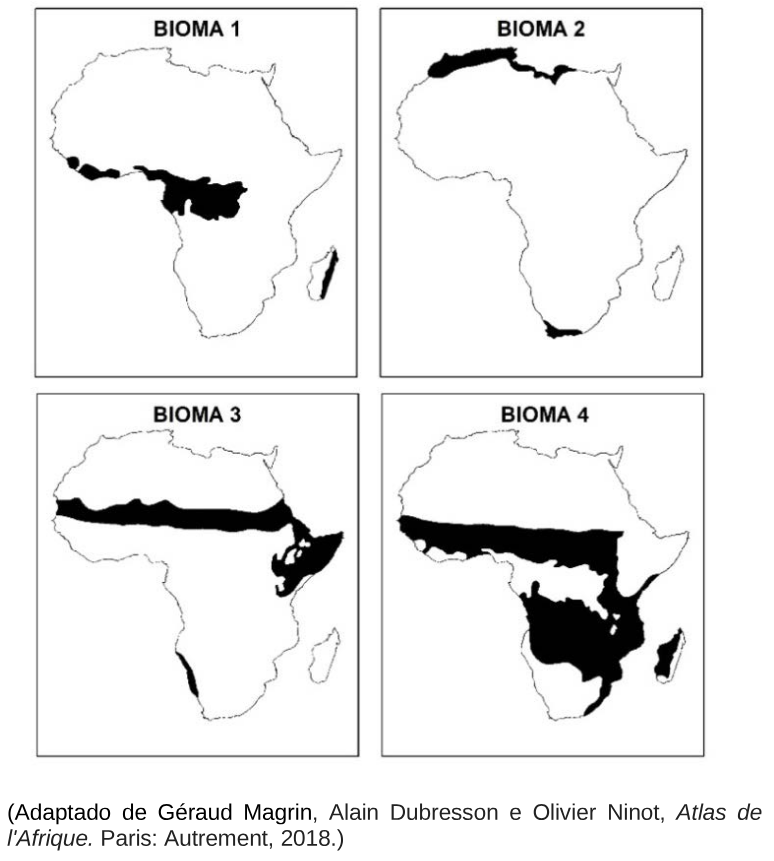 BIOMA 1
BIOMA 2
BIOMA 3
BIOMA 4
(Adaptado de Géraud Magrin, Alain Dubresson e Olivier Ninot, Atlas de
l'Afrique. Paris: Autrement, 2018.)